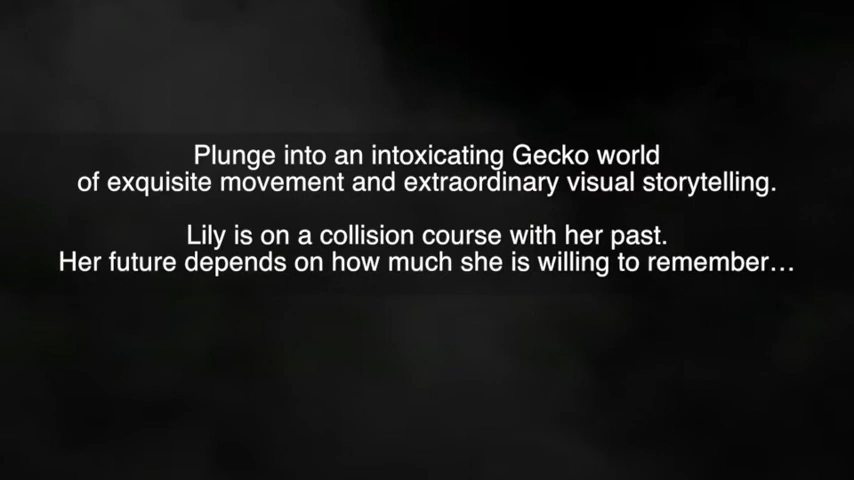 Plunge into an intoxicating Gecko world
of exquisite movement and extraordinary visual storytelling.
Lily is on a collision course with her past.
Her future depends on how much she is willing to remember…